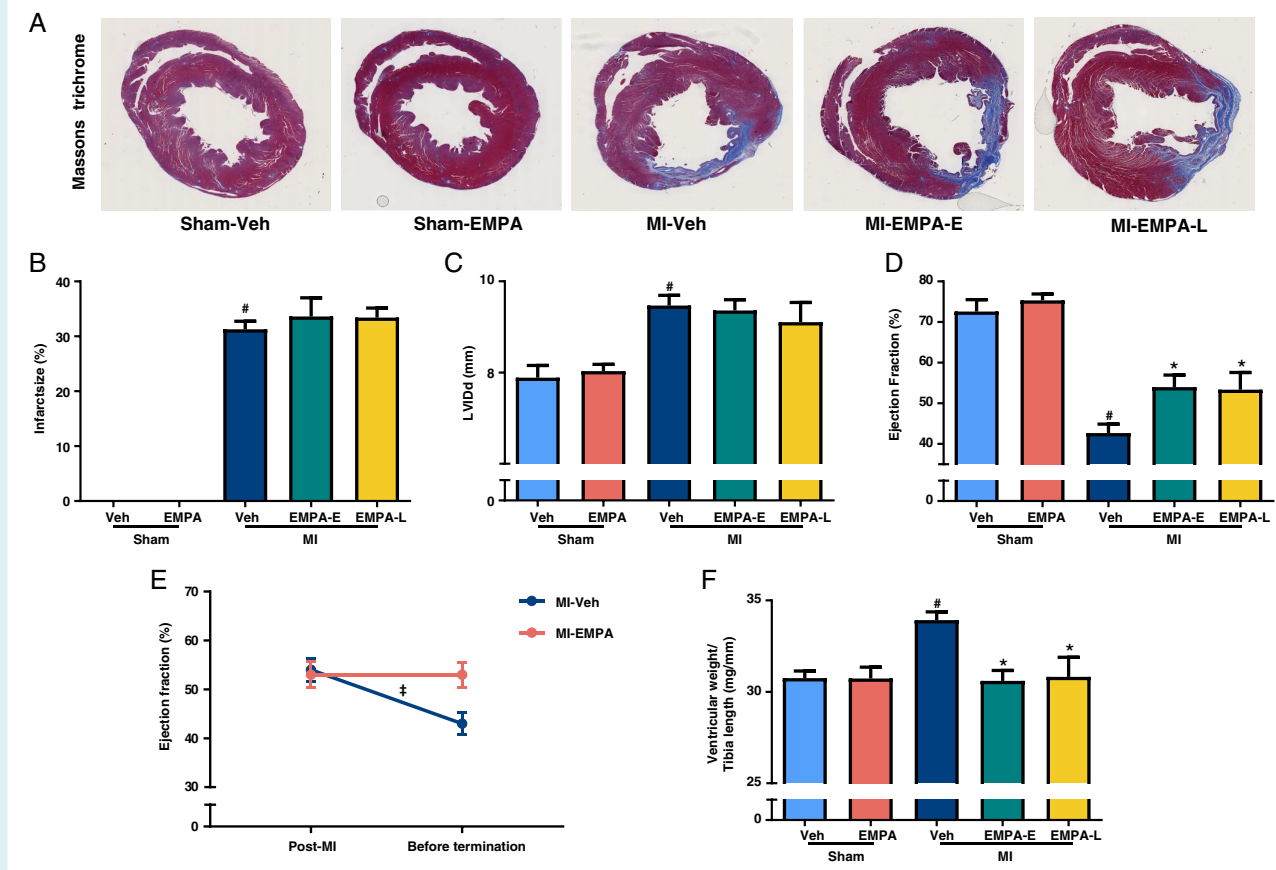 A
Massons trichrome
Sham-Veh
Sham-EMPA
MI-Veh
MI-EMPA-E
MI-EMPA-L
B
Infarctsize (%)
40
30
20
10
0
#
Veh
EMPA
Veh
EMPA-E
EMPA-L
Sham
MI
C
LVIDd (mm)
10
8
0
#
Veh
EMPA
Veh
EMPA-E
EMPA-L
Sham
MI
D
Ejection Fraction (%)
80
70
60
50
40
0
#
*
*
Veh
EMPA
Veh
EMPA-E
EMPA-L
Sham
MI
E
Ejection fraction (%)
70
60
50
40
30
0
‡
MI-Veh
MI-EMPA
Post-MI
Before termination
F
Ventricular weight/
Tibia length (mg/mm)
35
30
25
0
#
*
*
Veh
EMPA
Veh
EMPA-E
EMPA-L
Sham
MI